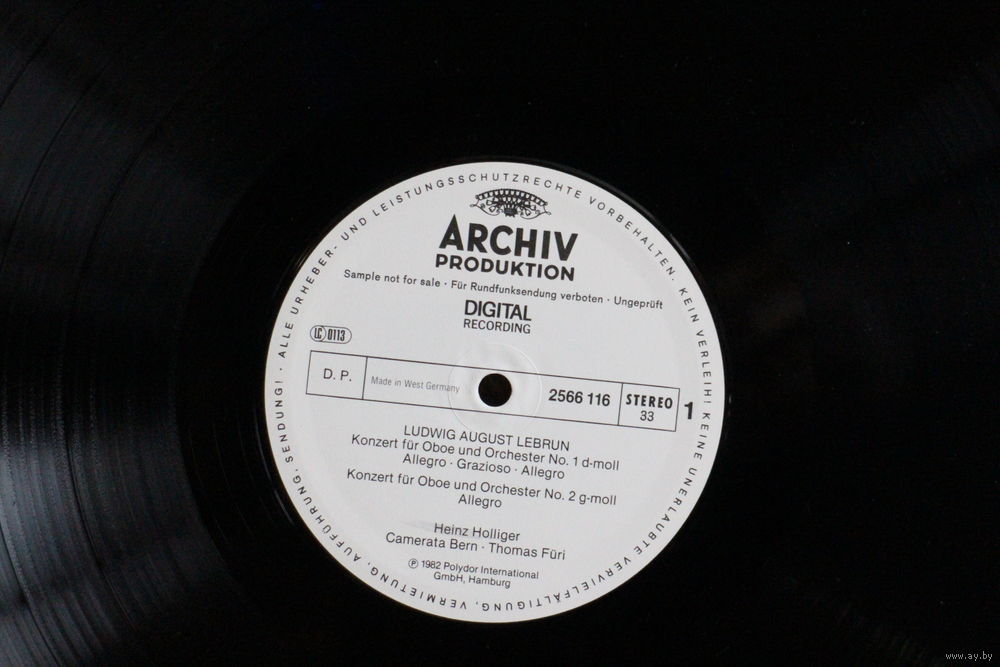 ALLE URHEBER- UND LEISTUNGSSCHUTZRECHTE VORBEHALTEN · KEIN VERLEIH! KEINE UNERLAUBTE VERVIELFÄLTIGUNG, VERMIETUNG, AUFFÜHRUNG, SENDUNG! ·
ARCHIV
PRODUKTION
Sample not for sale · Für Rundfunksendung verboten · Ungeprüft
DIGITAL
RECORDING
LC 0113
D. P.
Made in West Germany
2566 116
STEREO
33
1
LUDWIG AUGUST LEBRUN
Konzert für Oboe und Orchester No. 1 d-moll
Allegro · Grazioso · Allegro
Konzert für Oboe und Orchester No. 2 g-moll
Allegro
Heinz Holliger
Camerata Bern · Thomas Füri
℗ 1982 Polydor International
GmbH, Hamburg
www.ay.by